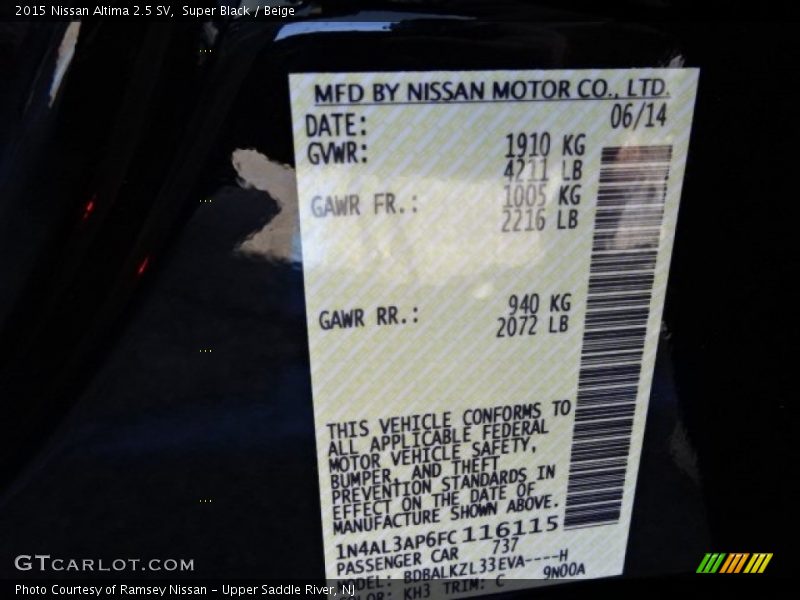 2015 Nissan Altima 2.5 SV,  Super Black / Beige
MFD BY NISSAN MOTOR CO., LTD.
DATE: 06/14
GVWR: 1910 KG
4211 LB
GAWR FR.: 1005 KG
2216 LB
GAWR RR.: 940 KG
2072 LB
THIS VEHICLE CONFORMS TO
ALL APPLICABLE FEDERAL
MOTOR VEHICLE SAFETY,
BUMPER, AND THEFT
PREVENTION STANDARDS IN
EFFECT ON THE DATE OF
MANUFACTURE SHOWN ABOVE.
1N4AL3AP6FC116115
PASSENGER CAR 737
MODEL: BDBALKZL33EVA----H
COLOR: KH3 TRIM: C 9N00A
GTCARLOT.COM
Photo Courtesy of Ramsey Nissan - Upper Saddle River, NJ